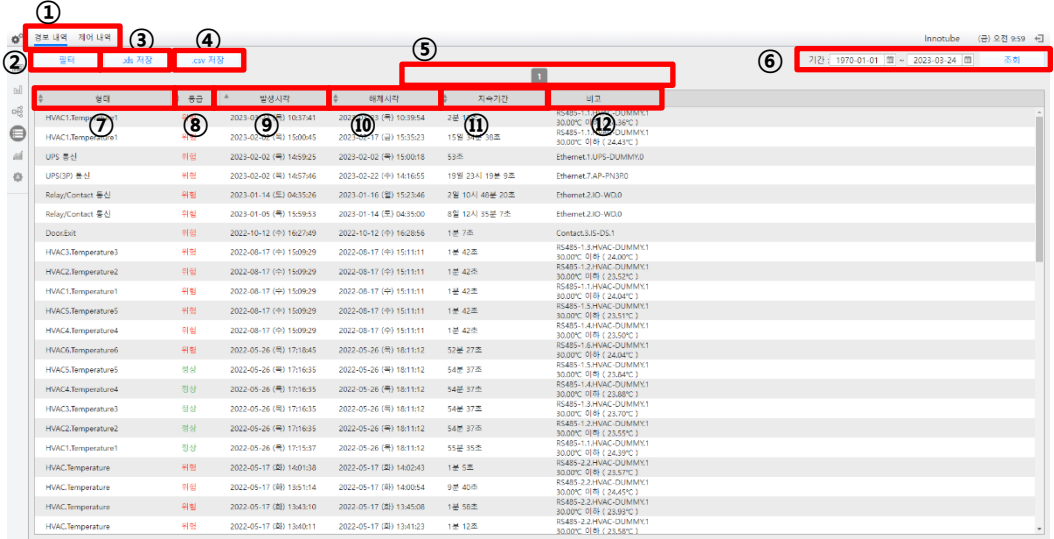 ①
경보 내역 제어 내역 ③ ④ ⑤ Innotube (금) 오전 9:59
② 필터 .xls 저장 .csv 저장 ⑥ 기간 : 1970-01-01 ~ 2023-03-24 조회
1
형태 등급 발생시각 해제시각 지속기간 비고
⑦ ⑧ ⑨ ⑩ ⑪ ⑫
HVAC1.Temperature1 위험 (목) 10:37:41 (목) 10:39:54 2분 RS485-1.1.HVAC-DUMMY.1
30.00℃
HVAC1.Temperature1 위험 2023-02-02 (목) 15:00:45 (금) 15:35:23 15일 34분 38초
30.00℃ 이하 ( 24.43℃ )
UPS 통신 위험 2023-02-02 (목) 14:59:25 2023-02-02 (목) 15:00:18 53초 Ethernet.1.UPS-DUMMY.0
UPS(3P) 통신 위험 2023-02-02 (목) 14:57:46 2023-02-22 (수) 14:16:55 19일 23시 19분 9초 Ethernet.7.AP-PN3P.0
Relay/Contact 통신 위험 2023-01-14 (토) 04:35:26 2023-01-16 (월) 15:23:46 2일 10시 48분 20초 Ethernet.2.IO-WD.0
Relay/Contact 통신 위험 2023-01-05 (목) 15:59:53 2023-01-14 (토) 04:35:00 8일 12시 35분 7초 Ethernet.2.IO-WD.0
Door.Exit 위험 2022-10-12 (수) 16:27:49 2022-10-12 (수) 16:28:56 1분 7초 Contact.3.IS-DS.1
HVAC3.Temperature3 위험 2022-08-17 (수) 15:09:29 2022-08-17 (수) 15:11:11 1분 42초 RS485-1.3.HVAC-DUMMY.1
30.00℃ 이하 ( 24.00℃ )
HVAC2.Temperature2 위험 2022-08-17 (수) 15:09:29 2022-08-17 (수) 15:11:11 1분 42초 RS485-1.2.HVAC-DUMMY.1
30.00℃ 이하 ( 23.52℃ )
HVAC1.Temperature1 위험 2022-08-17 (수) 15:09:29 2022-08-17 (수) 15:11:11 1분 42초 RS485-1.1.HVAC-DUMMY.1
30.00℃ 이하 ( 24.04℃ )
HVAC5.Temperature5 위험 2022-08-17 (수) 15:09:29 2022-08-17 (수) 15:11:11 1분 42초 RS485-1.5.HVAC-DUMMY.1
30.00℃ 이하 ( 23.51℃ )
HVAC4.Temperature4 위험 2022-08-17 (수) 15:09:29 2022-08-17 (수) 15:11:11 1분 42초 RS485-1.4.HVAC-DUMMY.1
30.00℃ 이하 ( 23.50℃ )
HVAC6.Temperature6 위험 2022-05-26 (목) 17:18:45 2022-05-26 (목) 18:11:12 52분 27초 RS485-1.6.HVAC-DUMMY.1
30.00℃ 이하 ( 24.04℃ )
HVAC5.Temperature5 정상 2022-05-26 (목) 17:16:35 2022-05-26 (목) 18:11:12 54분 37초 RS485-1.5.HVAC-DUMMY.1
30.00℃ 이하 ( 23.84℃ )
HVAC4.Temperature4 정상 2022-05-26 (목) 17:16:35 2022-05-26 (목) 18:11:12 54분 37초 RS485-1.4.HVAC-DUMMY.1
30.00℃ 이하 ( 23.88℃ )
HVAC3.Temperature3 정상 2022-05-26 (목) 17:16:35 2022-05-26 (목) 18:11:12 54분 37초 RS485-1.3.HVAC-DUMMY.1
30.00℃ 이하 ( 23.70℃ )
HVAC2.Temperature2 정상 2022-05-26 (목) 17:16:35 2022-05-26 (목) 18:11:12 54분 37초 RS485-1.2.HVAC-DUMMY.1
30.00℃ 이하 ( 23.55℃ )
HVAC1.Temperature1 정상 2022-05-26 (목) 17:15:37 2022-05-26 (목) 18:11:12 55분 35초 RS485-1.1.HVAC-DUMMY.1
30.00℃ 이하 ( 24.39℃ )
HVAC.Temperature 위험 2022-05-17 (화) 14:01:38 2022-05-17 (화) 14:02:43 1분 5초 RS485-2.2.HVAC-DUMMY.1
30.00℃ 이하 ( 23.57℃ )
HVAC.Temperature 위험 2022-05-17 (화) 13:51:14 2022-05-17 (화) 14:00:54 9분 40초 RS485-2.2.HVAC-DUMMY.1
30.00℃ 이하 ( 24.45℃ )
HVAC.Temperature 위험 2022-05-17 (화) 13:43:10 2022-05-17 (화) 13:45:08 1분 58초 RS485-2.2.HVAC-DUMMY.1
30.00℃ 이하 ( 23.93℃ )
HVAC.Temperature 위험 2022-05-17 (화) 13:40:11 2022-05-17 (화) 13:41:23 1분 12초 RS485-2.2.HVAC-DUMMY.1
30.00℃ 이하 ( 23.58℃ )